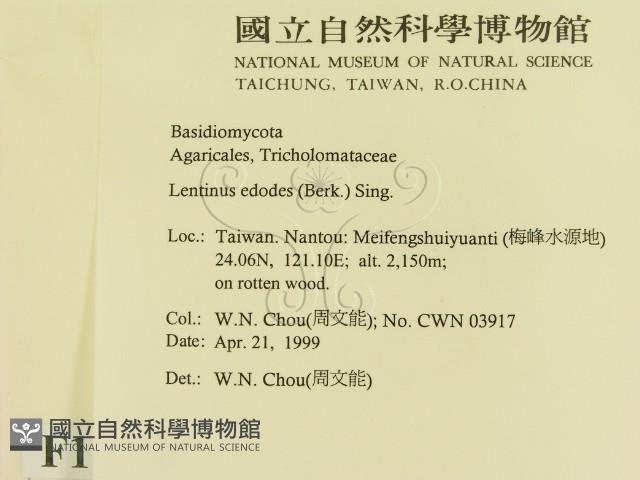 國立自然科學博物館
NATIONAL MUSEUM OF NATURAL SCIENCE
TAICHUNG, TAIWAN, R.O.CHINA
Basidiomycota
Agaricales, Tricholomataceae
Lentinus edodes (Berk.) Sing.
Loc.: Taiwan. Nantou: Meifengshuiyuanti (梅峰水源地)
24.06N, 121.10E; alt. 2,150m;
on rotten wood.
Col.: W.N. Chou(周文能); No. CWN 03917
Date: Apr. 21, 1999
Det.: W.N. Chou(周文能)
國立自然科學博物館
NATIONAL MUSEUM OF NATURAL SCIENCE